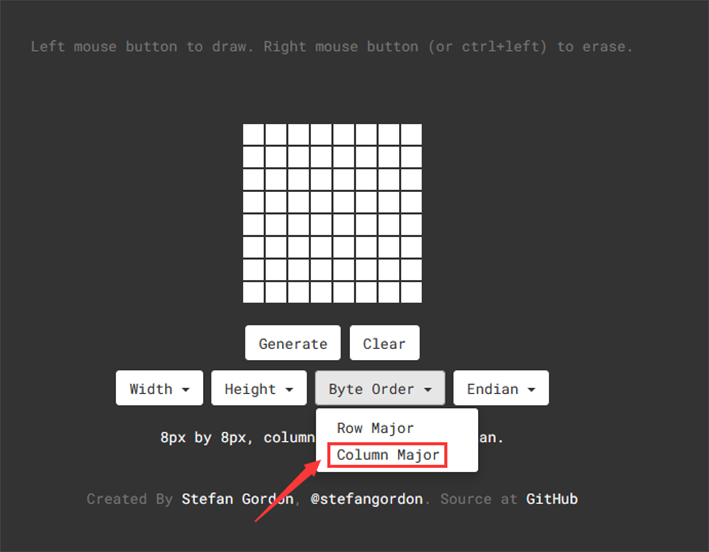 Left mouse button to draw. Right mouse button (or ctrl+left) to erase.
Generate Clear
Width Height Byte Order Endian
Row Major
8px by 8px, column an.
Column Major
Created By Stefan Gordon, @stefangordon. Source at GitHub